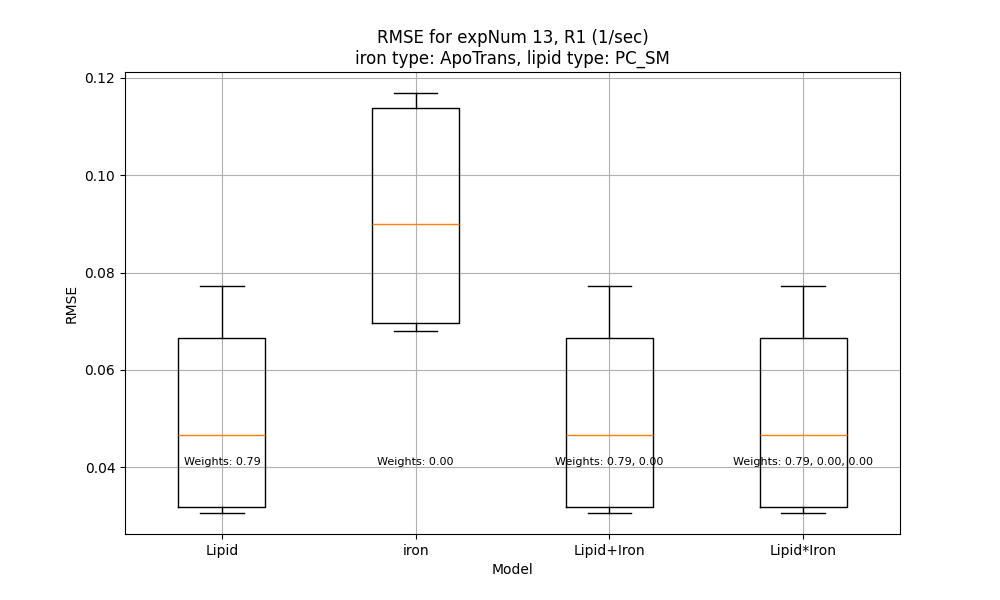 RMSE for expNum 13, R1 (1/sec)
iron type: ApoTrans, lipid type: PC_SM
0.12
0.10
0.08
0.06
0.04
RMSE
Weights: 0.79
Weights: 0.00
Weights: 0.79, 0.00
Weights: 0.79, 0.00, 0.00
Lipid
iron
Lipid+Iron
Lipid*Iron
Model